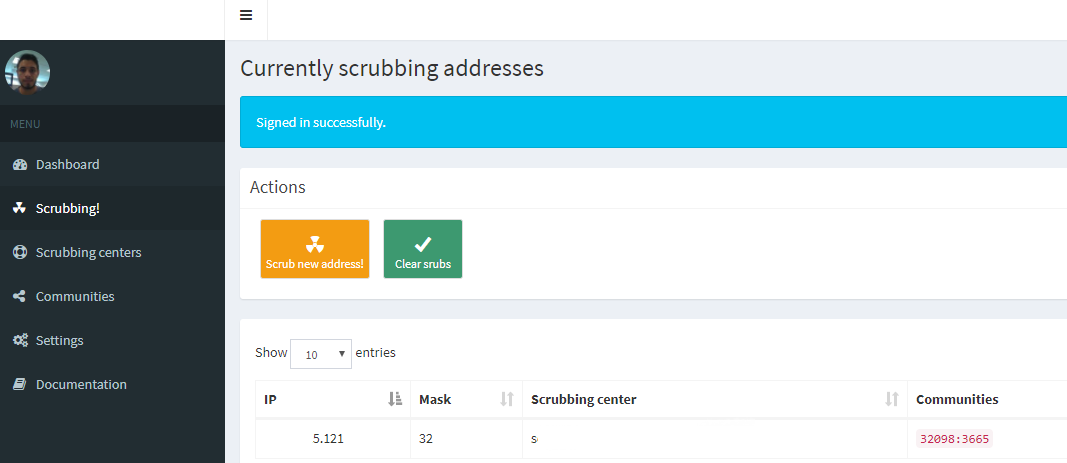 Currently scrubbing addresses
Signed in successfully.
MENU
Dashboard
Scrubbing!
Scrubbing centers
Communities
Settings
Documentation
Actions
Scrub new address!
Clear srubs
Show 10 entries
IP Mask Scrubbing center Communities
5.121 32 s 32098:3665